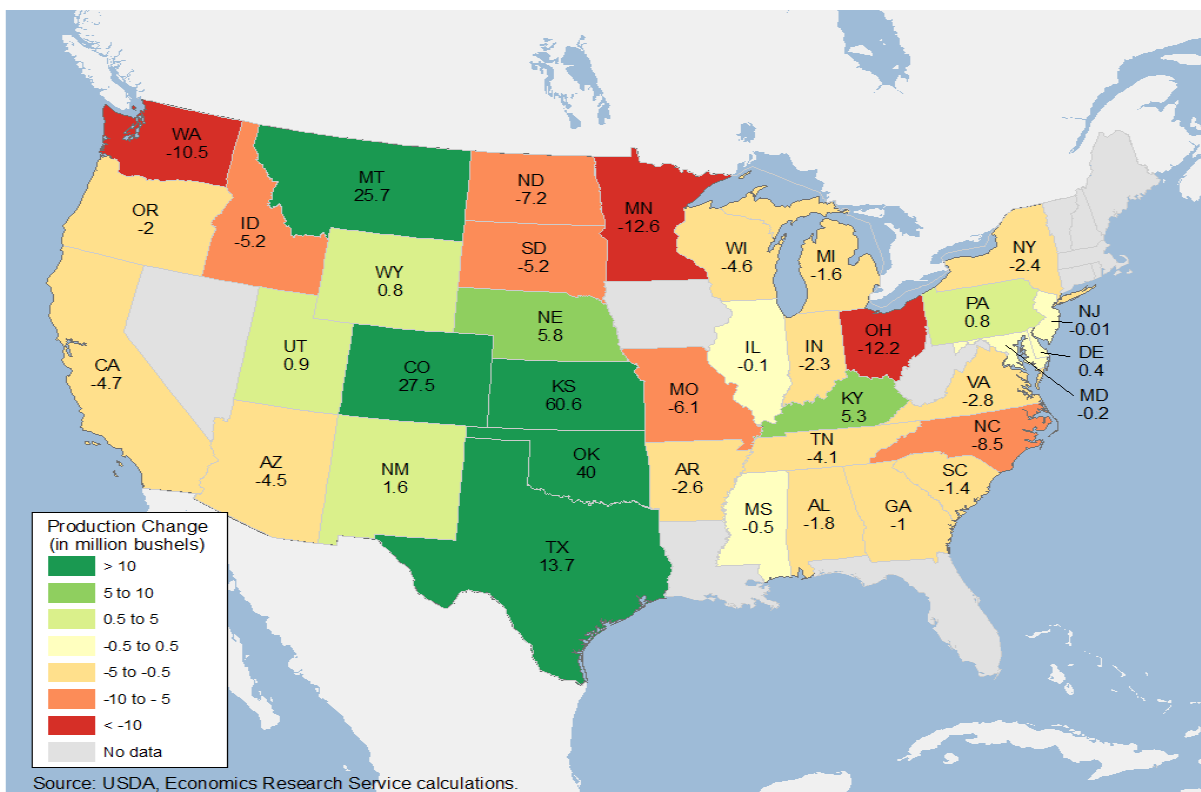 WA
-10.5
MT
25.7
ND
-7.2
MN
-12.6
OR
-2
ID
-5.2
SD
-5.2
WI
-4.6
MI
-1.6
NY
-2.4
WY
0.8
NE
5.8
PA
0.8
NJ
-0.01
DE
0.4
MD
-0.2
CA
-4.7
UT
0.9
CO
27.5
KS
60.6
MO
-6.1
IL
-0.1
IN
-2.3
OH
-12.2
KY
5.3
VA
-2.8
NC
-8.5
TN
-4.1
SC
-1.4
AZ
-4.5
NM
1.6
OK
40
AR
-2.6
MS
-0.5
AL
-1.8
GA
-1
TX
13.7
Production Change
(in million bushels)
> 10
5 to 10
0.5 to 5
-0.5 to 0.5
-5 to -0.5
-10 to - 5
< -10
No data
Source: USDA, Economics Research Service calculations.